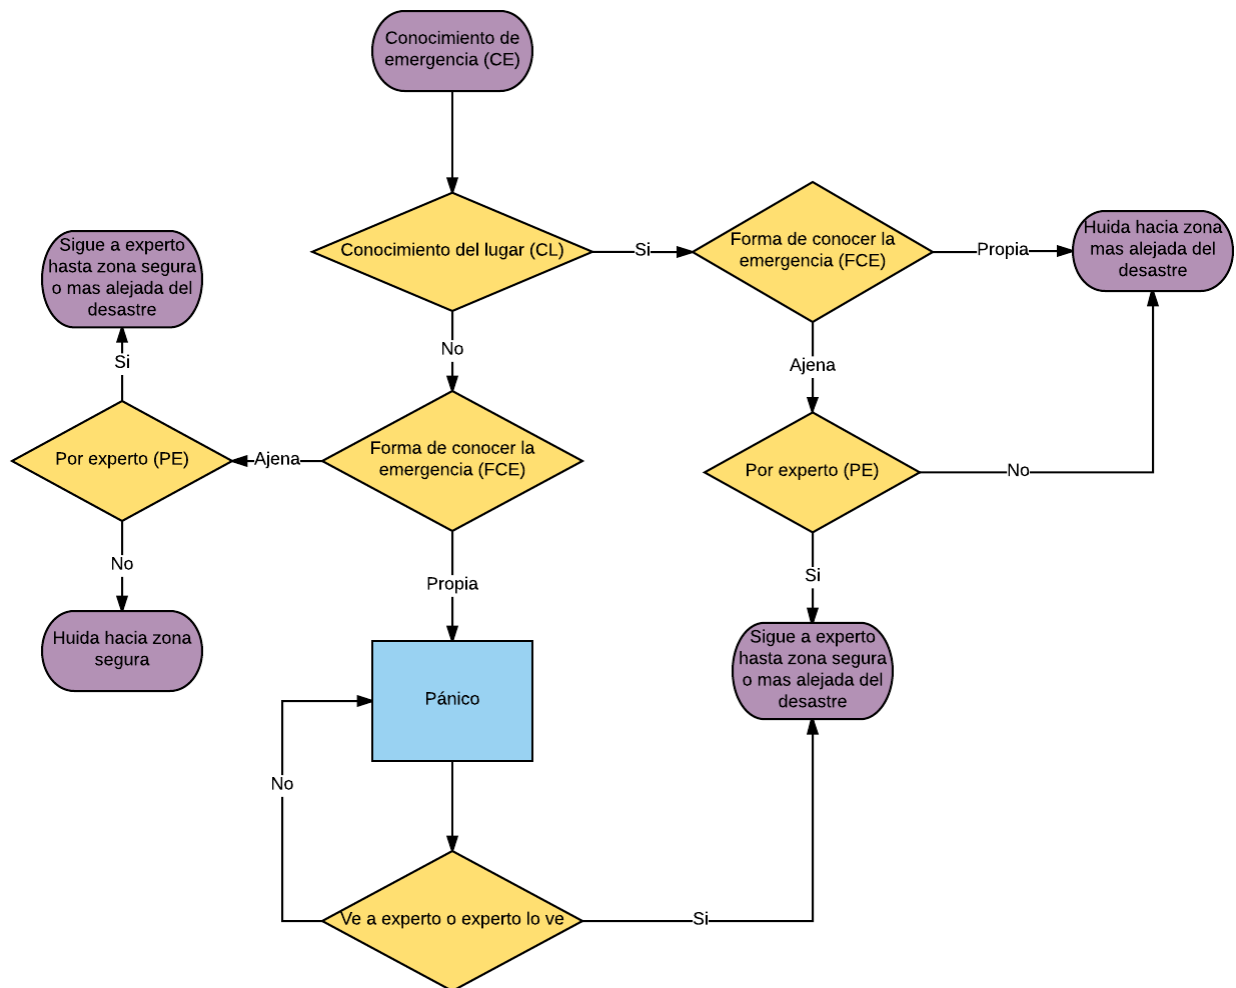 Conocimiento de
emergencia (CE)
Conocimiento del lugar (CL)
Si
Forma de conocer la
emergencia (FCE)
Propia
Huida hacia zona
mas alejada del
desastre
Sigue a experto
hasta zona segura
o mas alejada del
desastre
No
Ajena
Si
Por experto (PE)
Ajena
Forma de conocer la
emergencia (FCE)
Por experto (PE)
No
No
Propia
Si
Huida hacia zona
segura
Sigue a experto
hasta zona segura
o mas alejada del
desastre
Pánico
No
Ve a experto o experto lo ve
Si